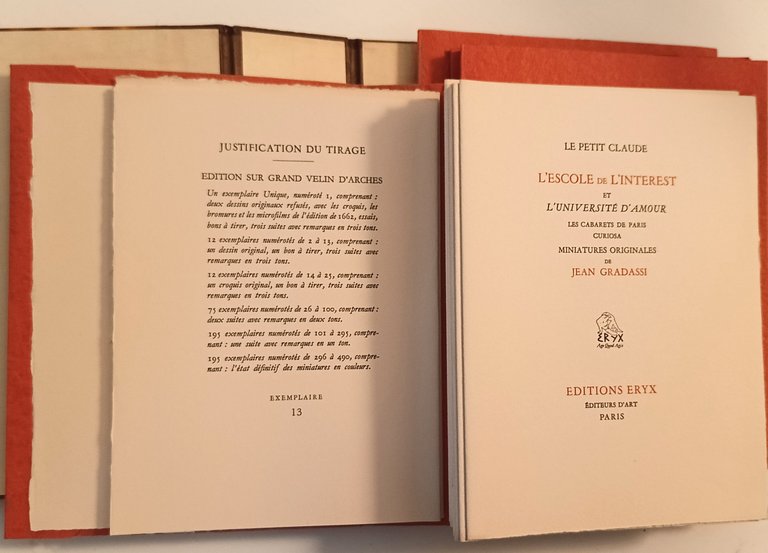 JUSTIFICATION DU TIRAGE
EDITION SUR GRAND VELIN D'ARCHES
Un exemplaire Unique, numéroté 1, comprenant :
deux dessins originaux refusés, avec les croquis, les
bromures et les microfilms de l'édition de 1662, essais,
bons à tirer, trois suites avec remarques en trois tons.
12 exemplaires numérotés de 2 à 13, comprenant :
un dessin original, un bon à tirer, trois suites avec
remarques en trois tons.
12 exemplaires numérotés de 14 à 25, comprenant :
un croquis original, un bon à tirer, trois suites avec
remarques en trois tons.
75 exemplaires numérotés de 26 à 100, comprenant :
deux suites avec remarques en deux tons.
195 exemplaires numérotés de 101 à 295, compre-
nant : une suite avec remarques en un ton.
195 exemplaires numérotés de 296 à 490, compre-
nant : l'état définitif des miniatures en couleurs.
EXEMPLAIRE
13
LE PETIT CLAUDE
L'ESCOLE DE L'INTEREST
ET
L'UNIVERSITÉ D'AMOUR
LES CABARETS DE PARIS
CURIOSA
MINIATURES ORIGINALES
DE
JEAN GRADASSI
ÉRYX
Age Quod Agis
EDITIONS ERYX
ÉDITEURS D'ART
PARIS